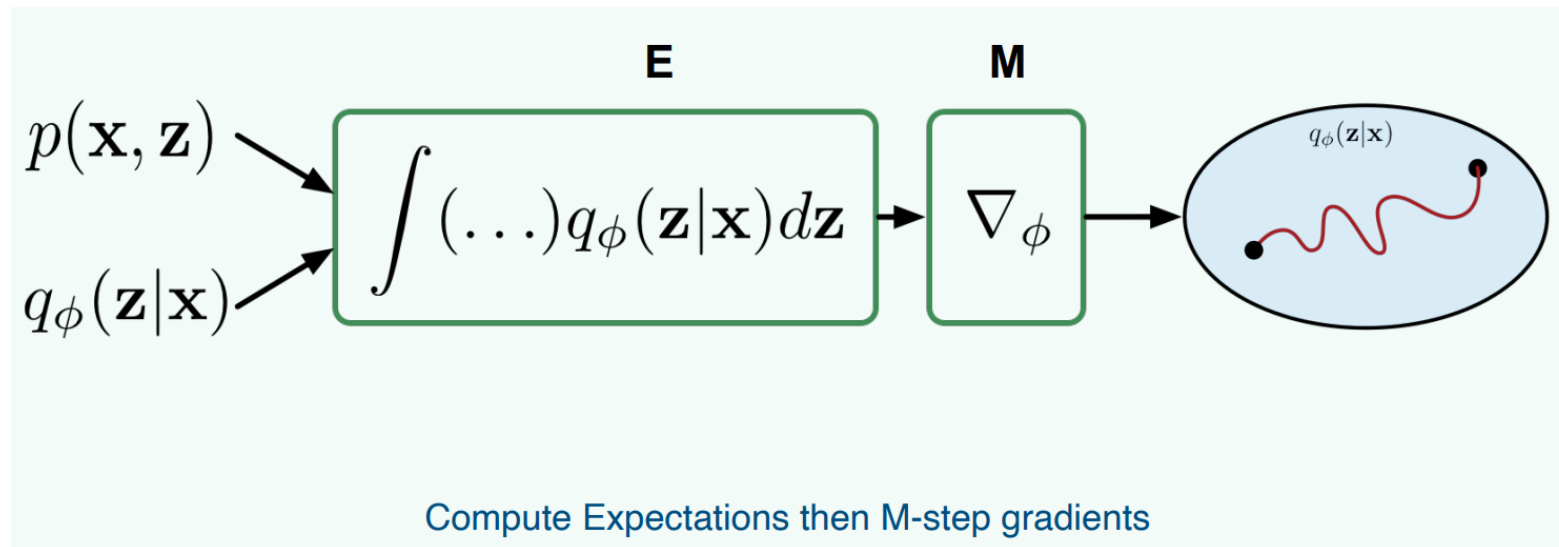 E
M
p(𝐱, 𝐳)
q_ϕ(𝐳|𝐱)
∫(...)q_ϕ(𝐳|𝐱)d𝐳
∇_ϕ
q_ϕ(𝐳|𝐱)
Compute Expectations then M-step gradients